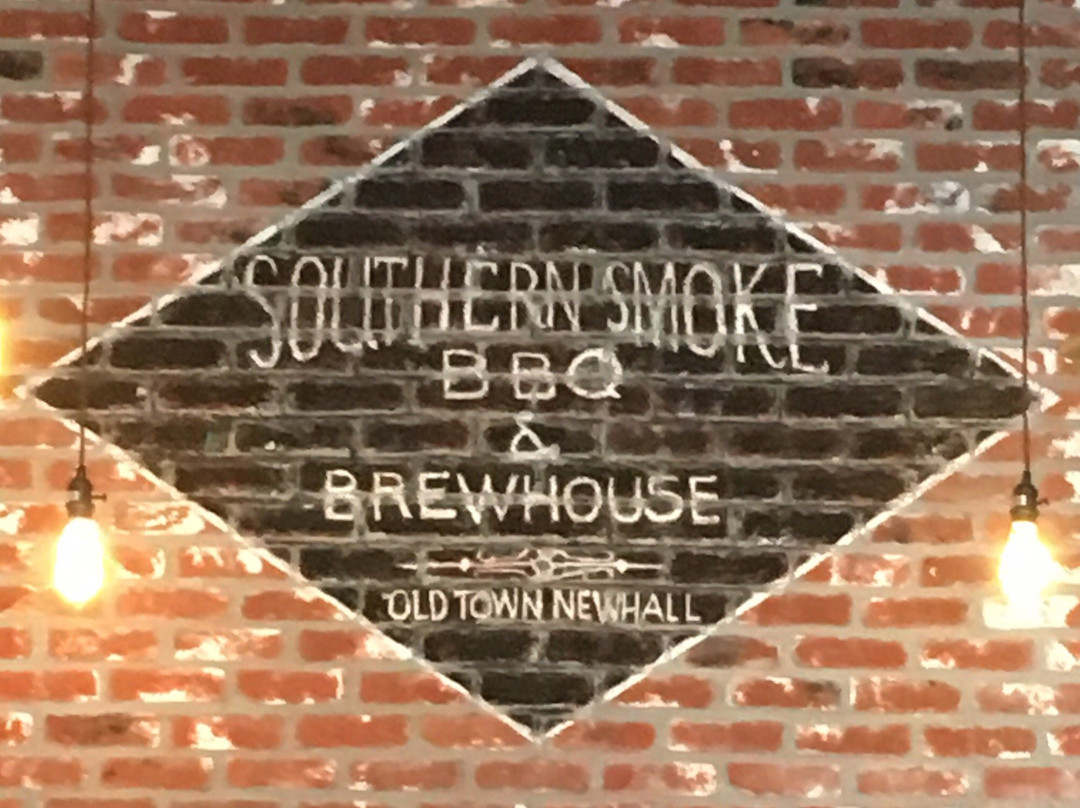 SOUTHERN SMOKE
BBQ
&
BREWHOUSE
OLD TOWN NEWHALL